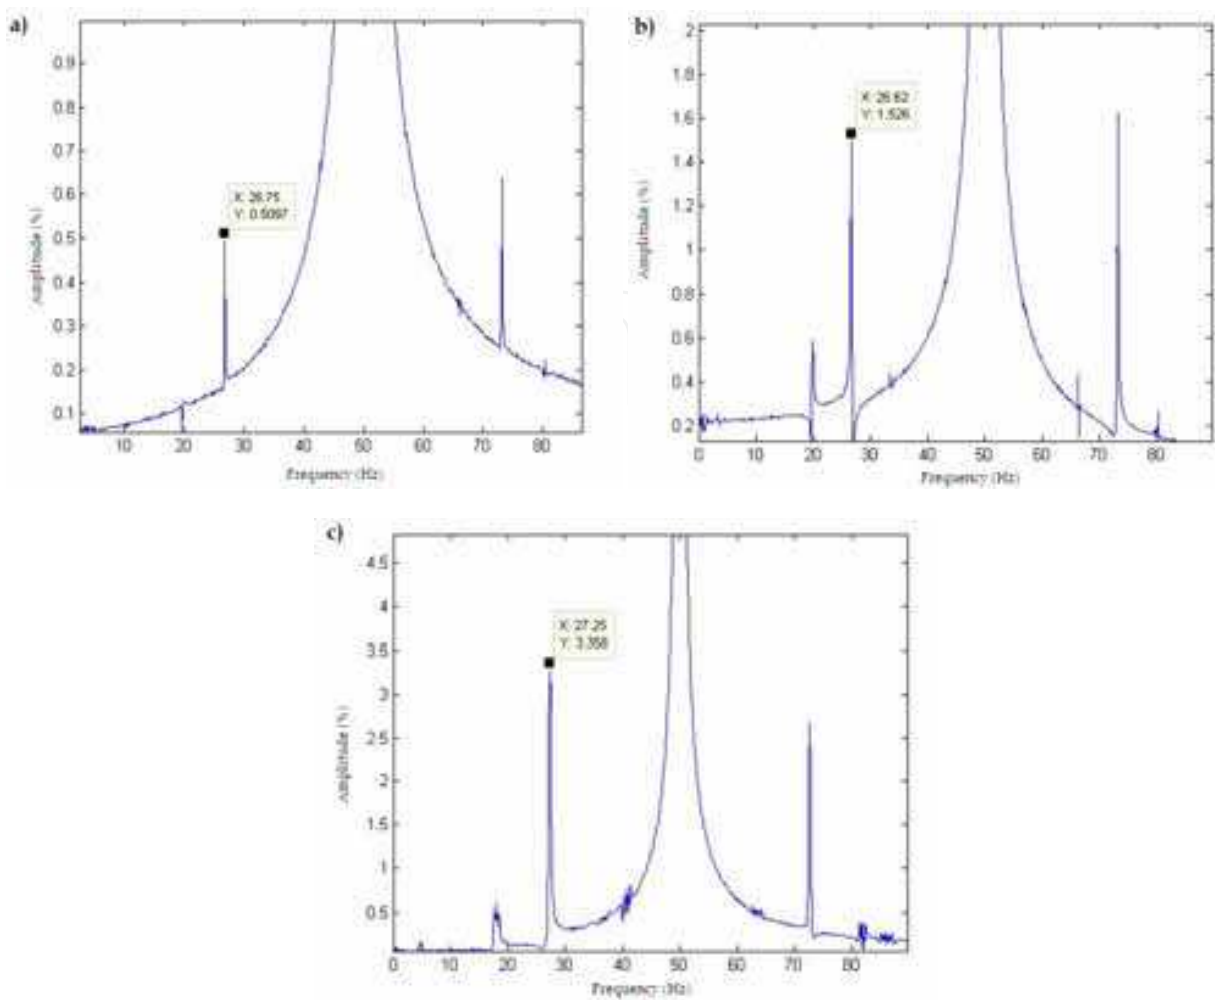 a)
0.9
0.8
0.7
0.6
0.5
0.4
0.3
0.2
0.1
Amplitude (%)
X: 26.75
Y: 0.5097
10 20 30 40 50 60 70 80
Frequency (Hz)
b)
2
1.8
1.6
1.4
1.2
1
0.8
0.6
0.4
0.2
Amplitude (%)
X: 26.62
Y: 1.526
0 10 20 30 40 50 60 70 80
Frequency (Hz)
c)
4.5
4
3.5
3
2.5
2
1.5
1
0.5
Amplitude (%)
X: 27.25
Y: 3.358
0 10 20 30 40 50 60 70 80
Frequency (Hz)